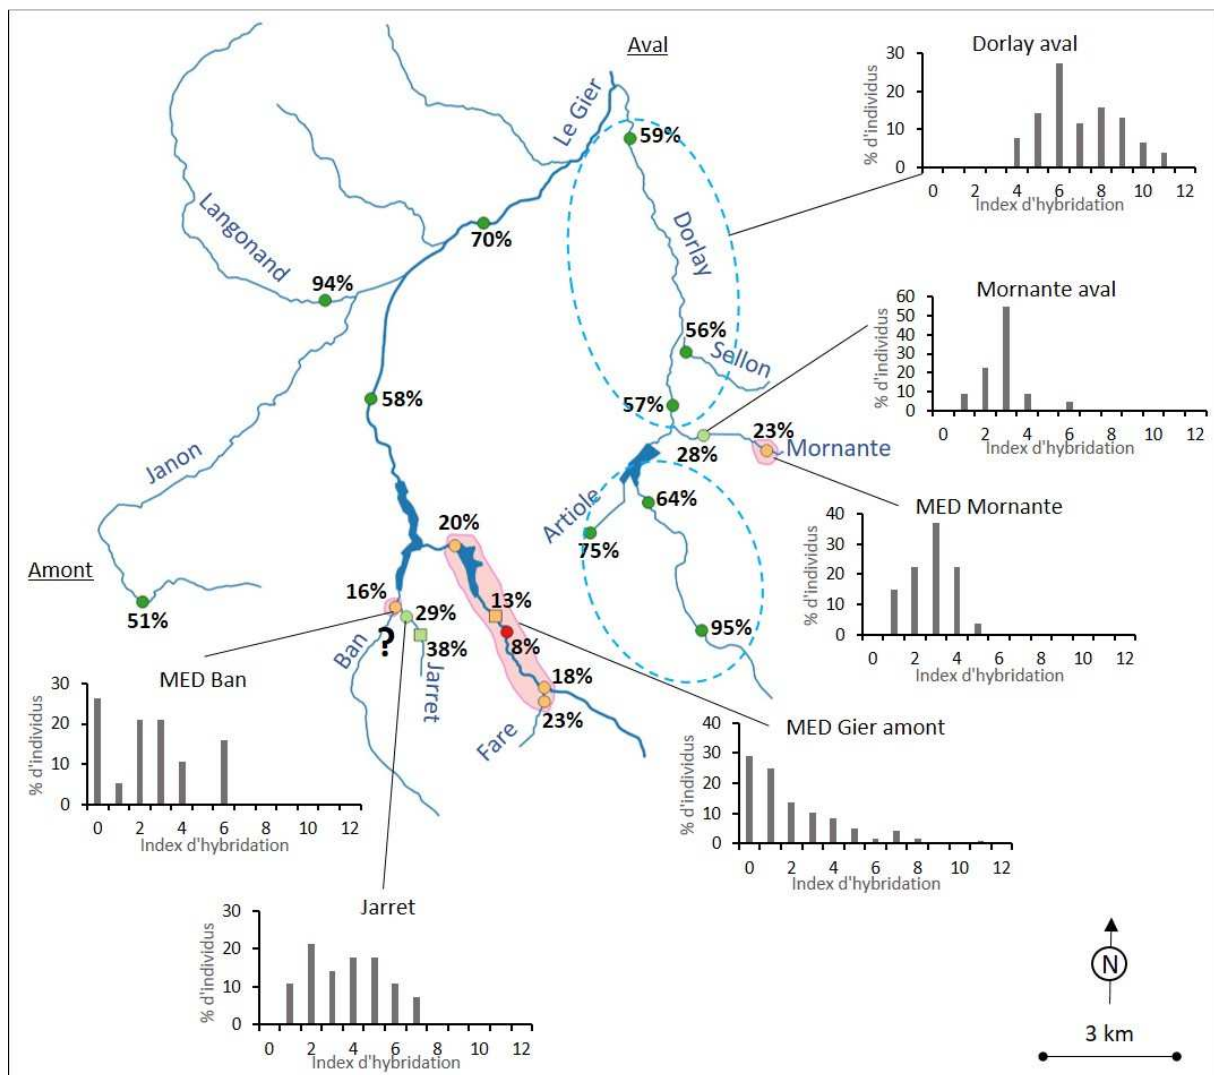 Aval
Le Gier
59%
Dorlay
Langonand
70%
94%
56%
Sellon
58%
57%
28%
23%
Mornante
Janon
64%
Artiole
75%
20%
Amont
51%
16%
29%
13%
?
Ban
38%
Jarret
8%
95%
18%
23%
Fare
Dorlay aval
% d'individus
30
20
10
0
0 2 4 6 8 10 12
Index d'hybridation
Mornante aval
% d'individus
60
50
40
30
20
10
0
0 2 4 6 8 10 12
Index d'hybridation
MED Mornante
% d'individus
40
30
20
10
0
0 2 4 6 8 10 12
Index d'hybridation
MED Ban
% d'individus
30
20
10
0
0 2 4 6 8 10 12
Index d'hybridation
MED Gier amont
% d'individus
40
30
20
10
0
0 2 4 6 8 10 12
Index d'hybridation
Jarret
% d'individus
30
20
10
0
0 2 4 6 8 10 12
Index d'hybridation
N
3 km